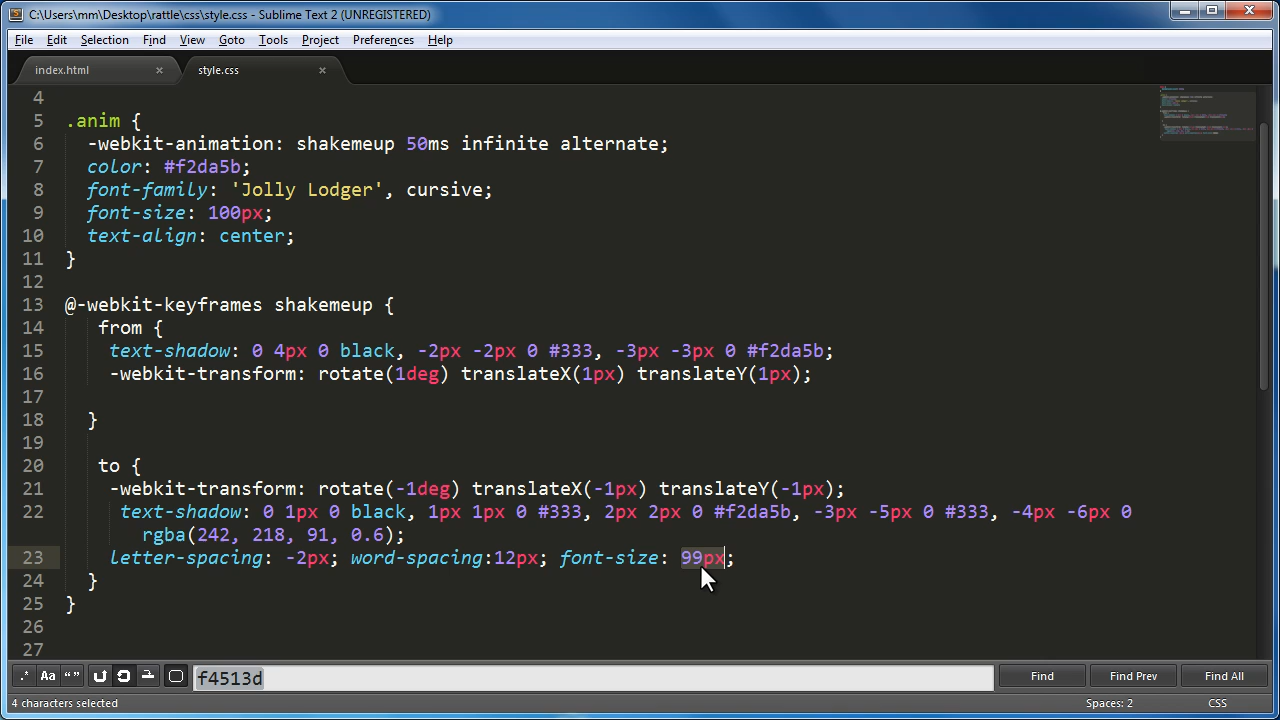 C:\Users\mm\Desktop\rattle\css\style.css - Sublime Text 2 (UNREGISTERED)
File Edit Selection Find View Goto Tools Project Preferences Help
index.html × style.css ×
4
5 .anim {
6 -webkit-animation: shakemeup 50ms infinite alternate;
7 color: #f2da5b;
8 font-family: 'Jolly Lodger', cursive;
9 font-size: 100px;
10 text-align: center;
11 }
12
13 @-webkit-keyframes shakemeup {
14 from {
15 text-shadow: 0 4px 0 black, -2px -2px 0 #333, -3px -3px 0 #f2da5b;
16 -webkit-transform: rotate(1deg) translateX(1px) translateY(1px);
17
18 }
19
20 to {
21 -webkit-transform: rotate(-1deg) translateX(-1px) translateY(-1px);
22 text-shadow: 0 1px 0 black, 1px 1px 0 #333, 2px 2px 0 #f2da5b, -3px -5px 0 #333, -4px -6px 0
rgba(242, 218, 91, 0.6);
23 letter-spacing: -2px; word-spacing:12px; font-size: 99px;
24 }
25 }
26
27
.* Aa “ ” f4513d Find Find Prev Find All
4 characters selected Spaces: 2 CSS